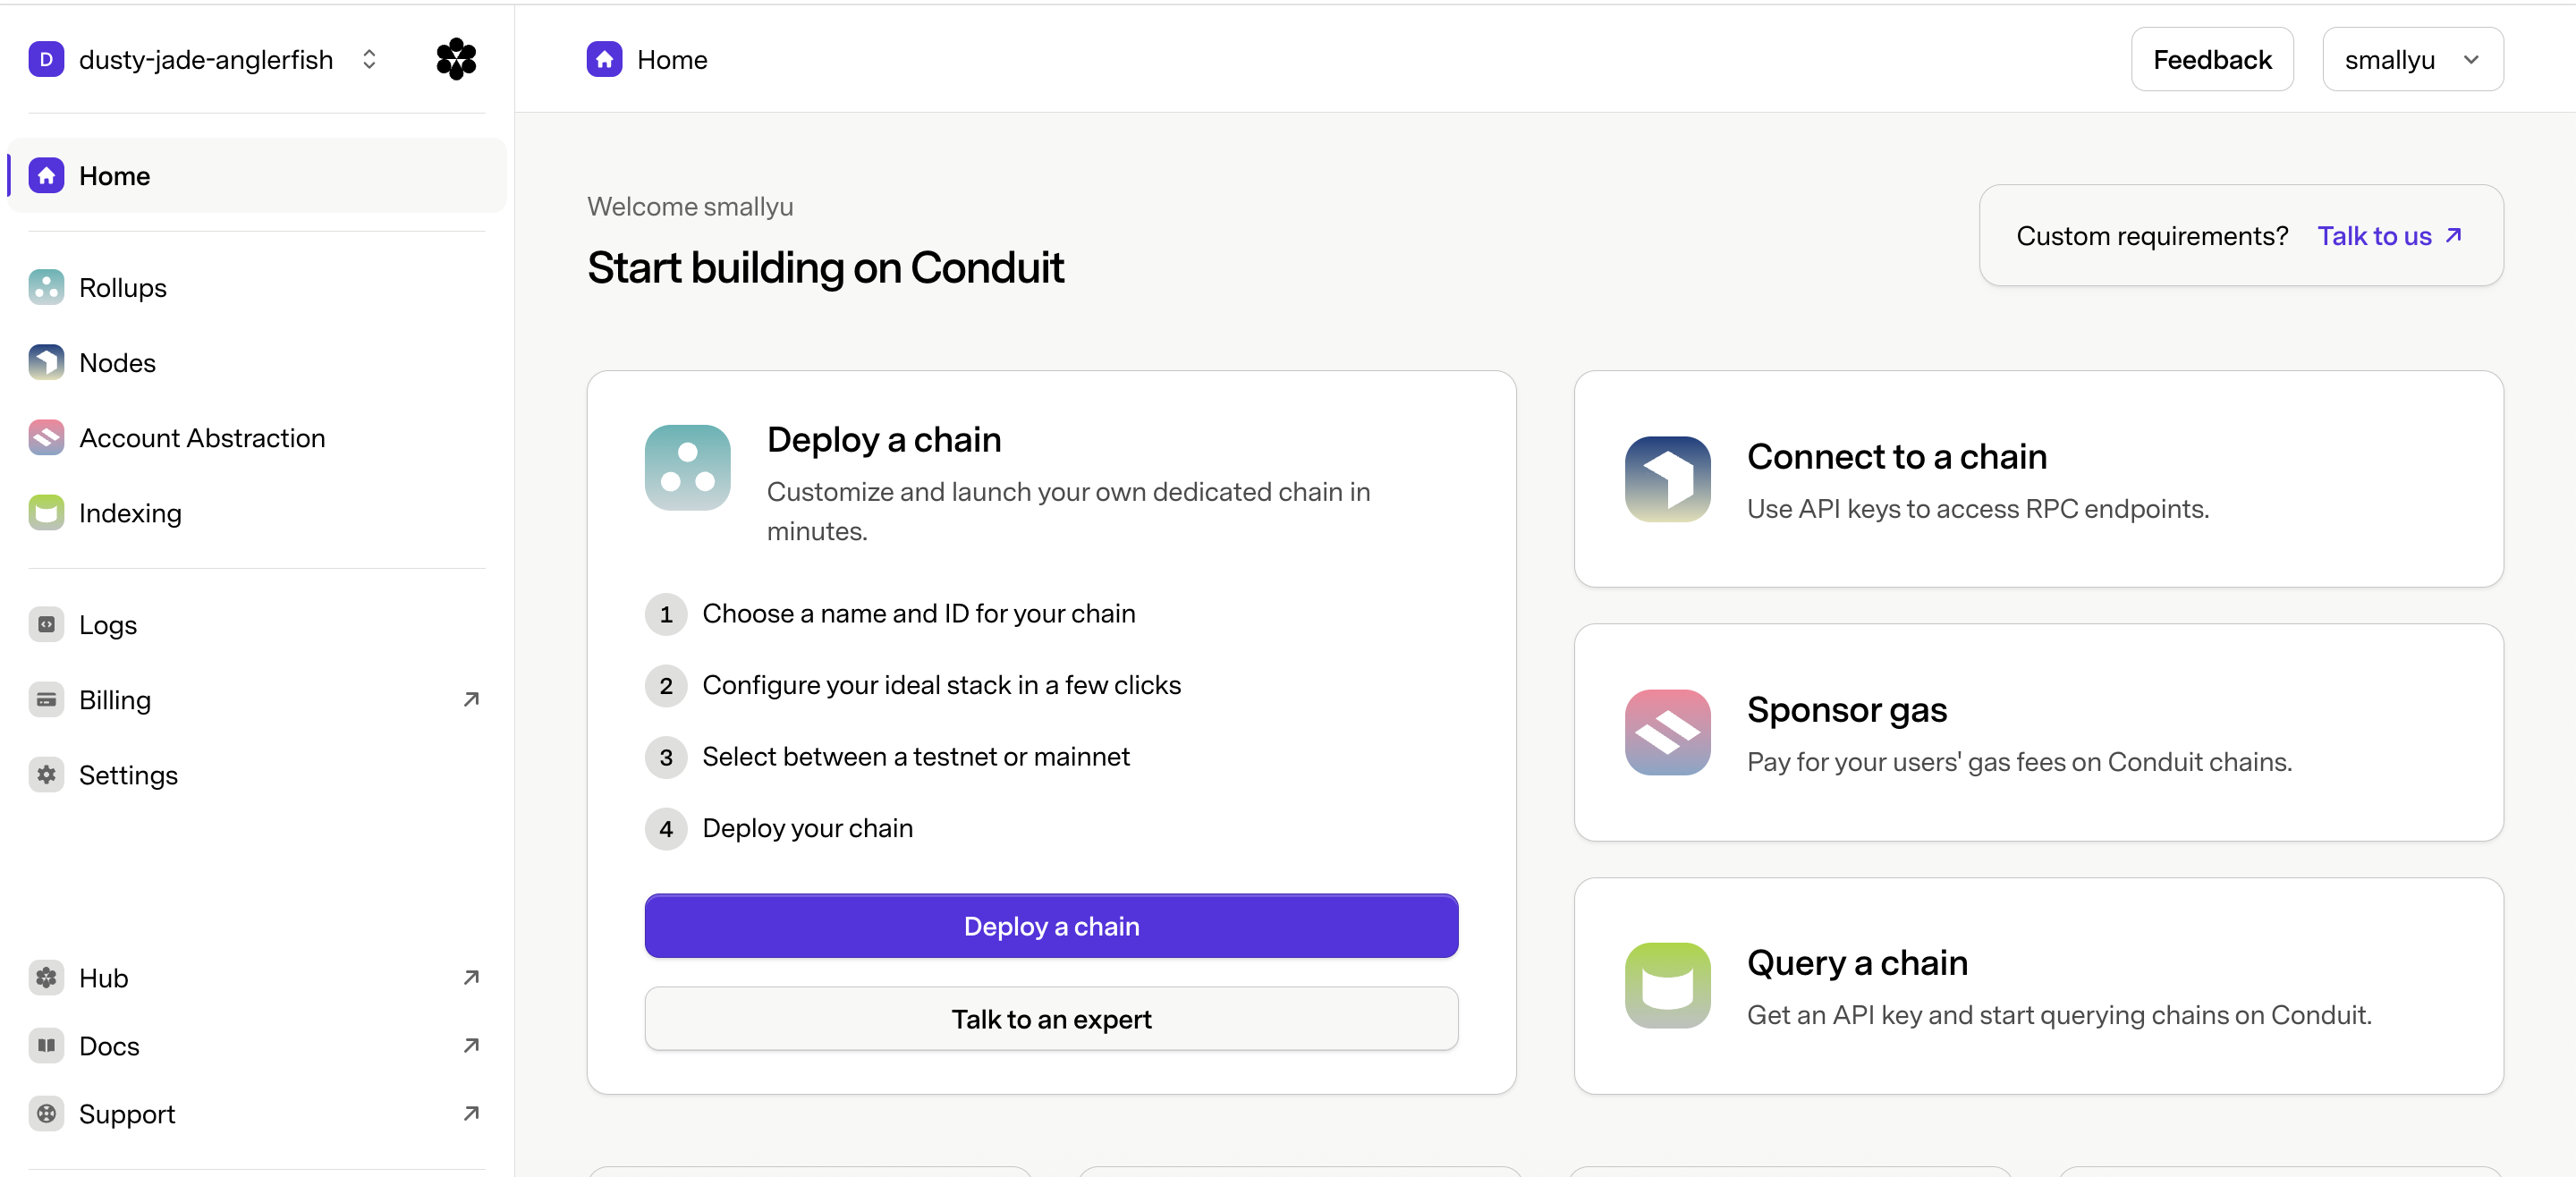 D dusty-jade-anglerfish
Home
Rollups
Nodes
Account Abstraction
Indexing
Logs
Billing
Settings
Hub
Docs
Support
Home
Feedback
smallyu
Welcome smallyu
Start building on Conduit
Custom requirements? Talk to us
Deploy a chain
Customize and launch your own dedicated chain in
minutes.
1 Choose a name and ID for your chain
2 Configure your ideal stack in a few clicks
3 Select between a testnet or mainnet
4 Deploy your chain
Deploy a chain
Talk to an expert
Connect to a chain
Use API keys to access RPC endpoints.
Sponsor gas
Pay for your users' gas fees on Conduit chains.
Query a chain
Get an API key and start querying chains on Conduit.